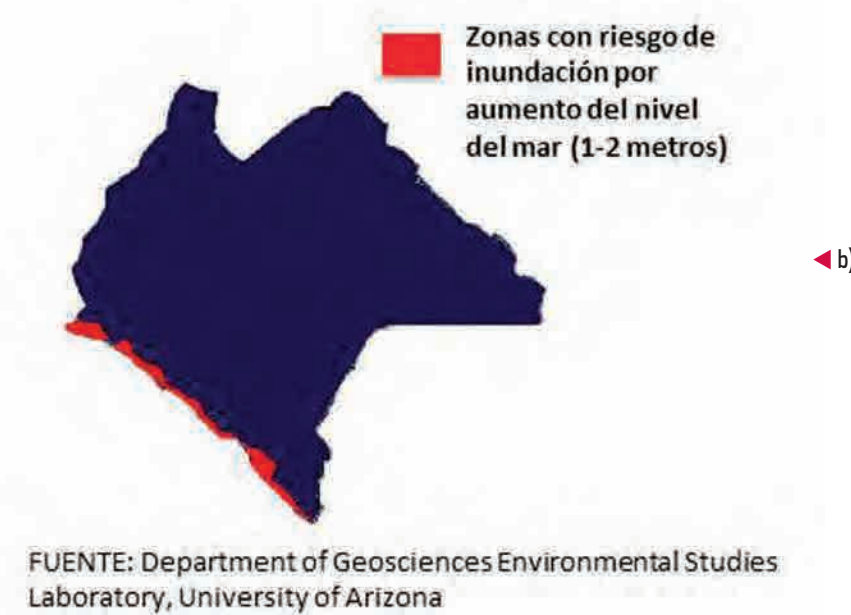 Zonas con riesgo de
inundación por
aumento del nivel
del mar (1-2 metros)
b)
FUENTE: Department of Geosciences Environmental Studies
Laboratory, University of Arizona